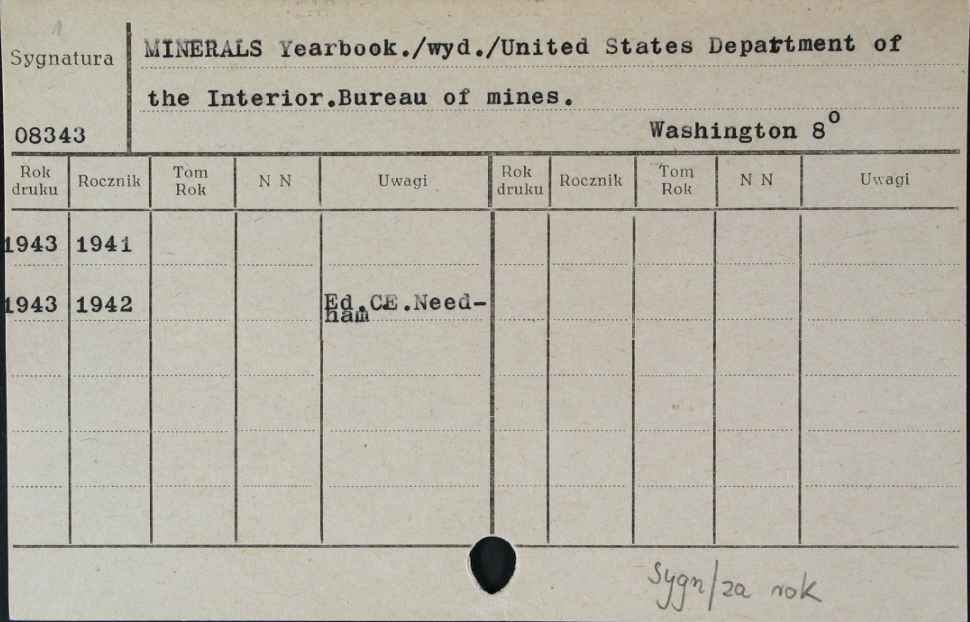 Sygnatura
MINERALS Yearbook./wyd./United States Department of
the Interior.Bureau of mines.
08343
Washington 8º
Rok druku Rocznik Tom Rok N N Uwagi Rok druku Rocznik Tom Rok N N Uwagi
1943 1941
1943 1942 Ed.CE.Need-
ham
Sygn/za rok